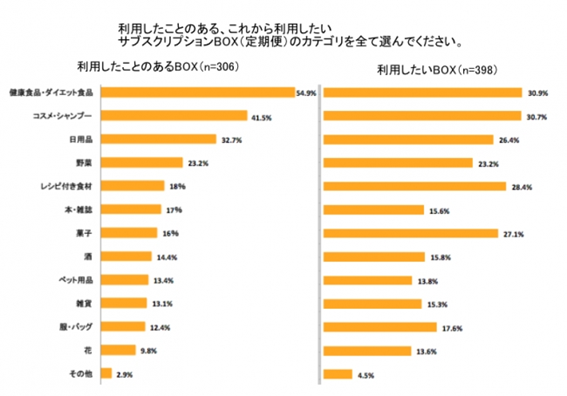 利用したことのある、これから利用したい
サブスクリプションBOX（定期便）のカテゴリを全て選んでください。
利用したことのあるBOX（n=306）
利用したいBOX（n=398）
健康食品・ダイエット食品 54.9% 30.9%
コスメ・シャンプー 41.5% 30.7%
日用品 32.7% 26.4%
野菜 23.2% 23.2%
レシピ付き食材 18% 28.4%
本・雑誌 17% 15.6%
菓子 16% 27.1%
酒 14.4% 15.8%
ペット用品 13.4% 13.8%
雑貨 13.1% 15.3%
服・バッグ 12.4% 17.6%
花 9.8% 13.6%
その他 2.9% 4.5%